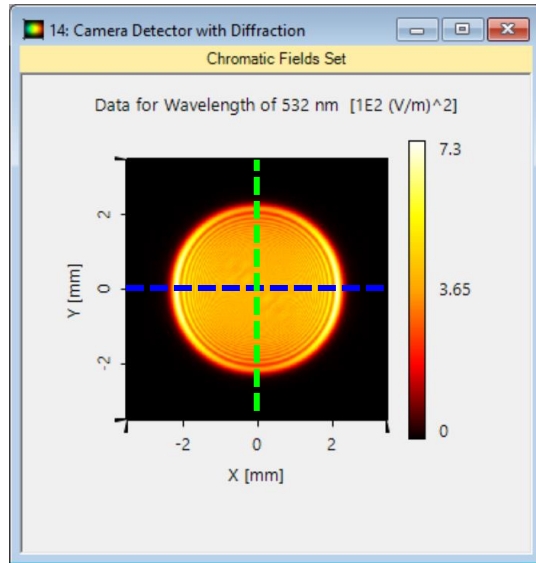 14: Camera Detector with Diffraction
Chromatic Fields Set
Data for Wavelength of 532 nm [1E2 (V/m)^2]
7.3
3.65
0
Y [mm]
2
0
-2
-2 0 2
X [mm]